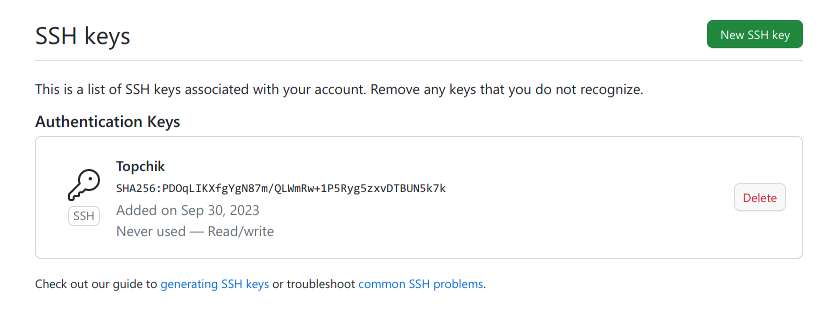 SSH keys
New SSH key
This is a list of SSH keys associated with your account. Remove any keys that you do not recognize.
Authentication Keys
Topchik
SHA256:PDOqLIKXfgYgN87m/QLWmRw+1P5Ryg5zxvDTBUN5k7k
SSH
Added on Sep 30, 2023
Never used — Read/write
Delete
Check out our guide to generating SSH keys or troubleshoot common SSH problems.